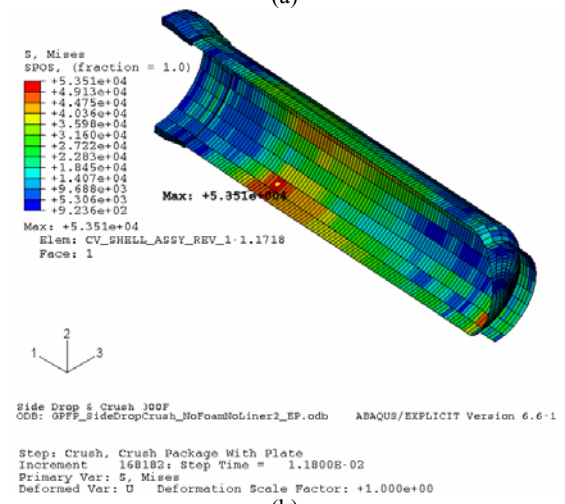 (a)
S, Mises
SPOS, (fraction = 1.0)
+5.351e+04
+4.913e+04
+4.475e+04
+4.036e+04
+3.598e+04
+3.160e+04
+2.722e+04
+2.283e+04
+1.845e+04
+1.407e+04
+9.688e+03
+5.306e+03
+9.236e+02
Max: +5.351e+04
Elem: CV_SHELL_ASSY_REV_1-1.1718
Face: 1
Max: +5.351e+004
2
1
3
Side Drop & Crush 300F
ODB: GPFP_SideDropCrush_NoFoamNoLiner2_EP.odb ABAQUS/EXPLICIT Version 6.6-1
Step: Crush, Crush Package With Plate
Increment 168182: Step Time = 1.1800E-02
Primary Var: S, Mises
Deformed Var: U Deformation Scale Factor: +1.000e+00
(b)